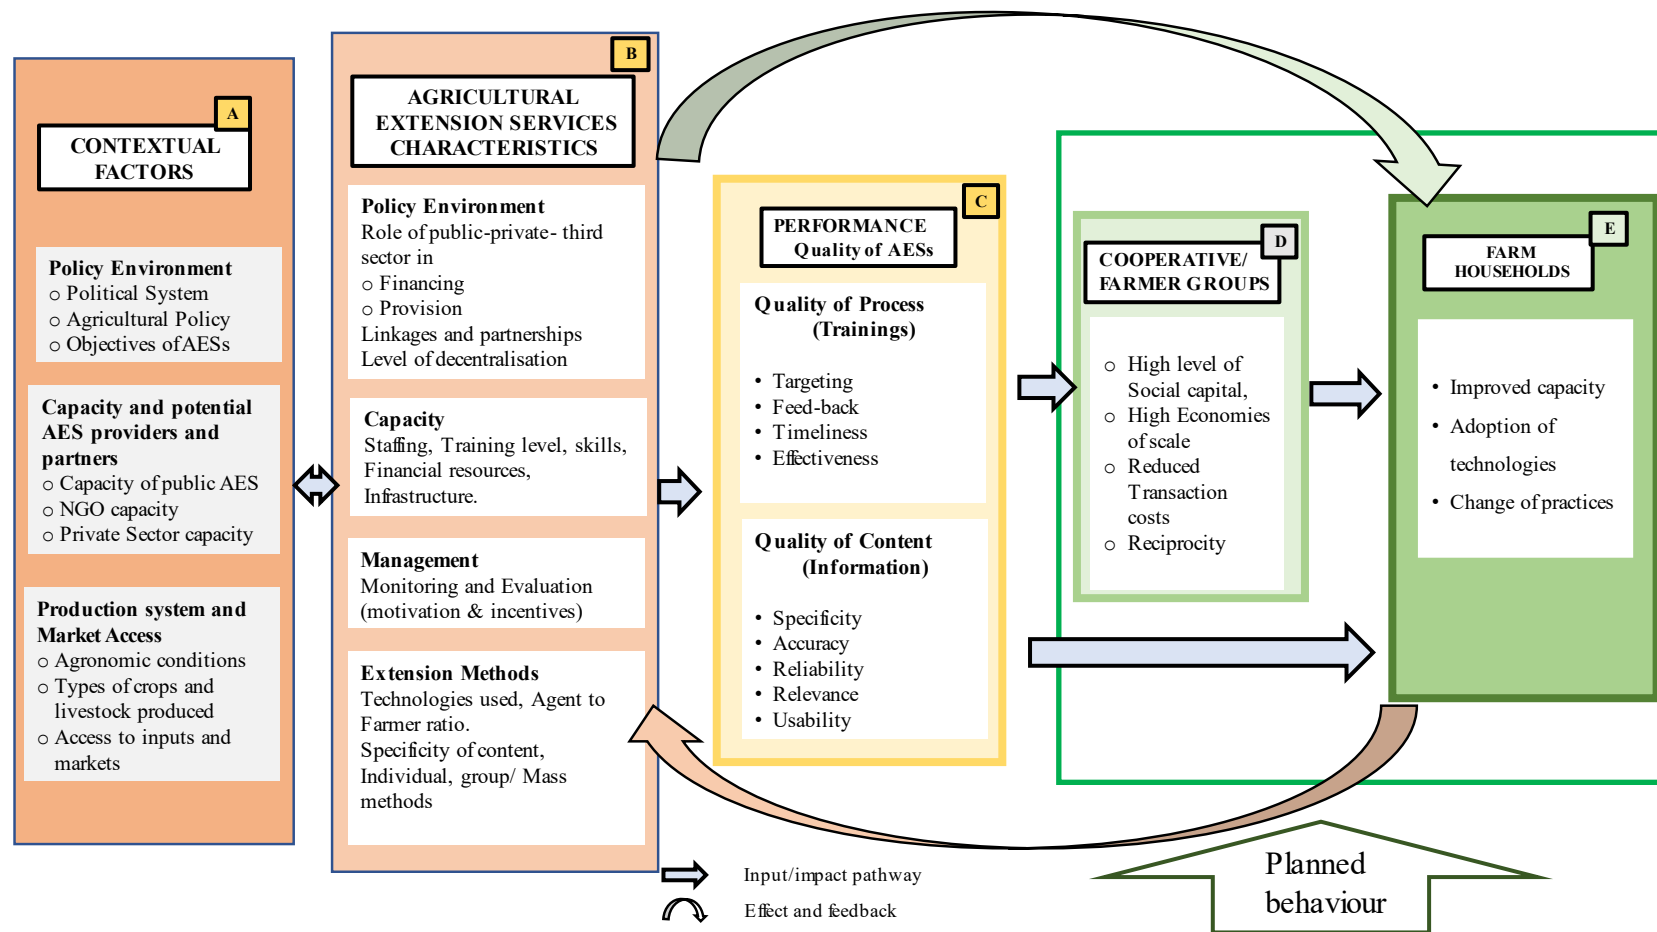 A
CONTEXTUAL
FACTORS
Policy Environment
o Political System
o Agricultural Policy
o Objectives of AESs
Capacity and potential
AES providers and
partners
o Capacity of public AES
o NGO capacity
o Private Sector capacity
Production system and
Market Access
o Agronomic conditions
o Types of crops and
livestock produced
o Access to inputs and
markets
B
AGRICULTURAL
EXTENSION SERVICES
CHARACTERISTICS
Policy Environment
Role of public-private- third
sector in
o Financing
o Provision
Linkages and partnerships
Level of decentralisation
Capacity
Staffing, Training level, skills,
Financial resources,
Infrastructure.
Management
Monitoring and Evaluation
(motivation & incentives)
Extension Methods
Technologies used, Agent to
Farmer ratio.
Specificity of content,
Individual, group/ Mass
methods
C
PERFORMANCE
Quality of AESs
Quality of Process
(Trainings)
• Targeting
• Feed-back
• Timeliness
• Effectiveness
Quality of Content
(Information)
• Specificity
• Accuracy
• Reliability
• Relevance
• Usability
D
COOPERATIVE/
FARMER GROUPS
o High level of
Social capital,
o High Economies
of scale
o Reduced
Transaction
costs
o Reciprocity
E
FARM
HOUSEHOLDS
• Improved capacity
• Adoption of
technologies
• Change of practices
Input/impact pathway
Effect and feedback
Planned
behaviour